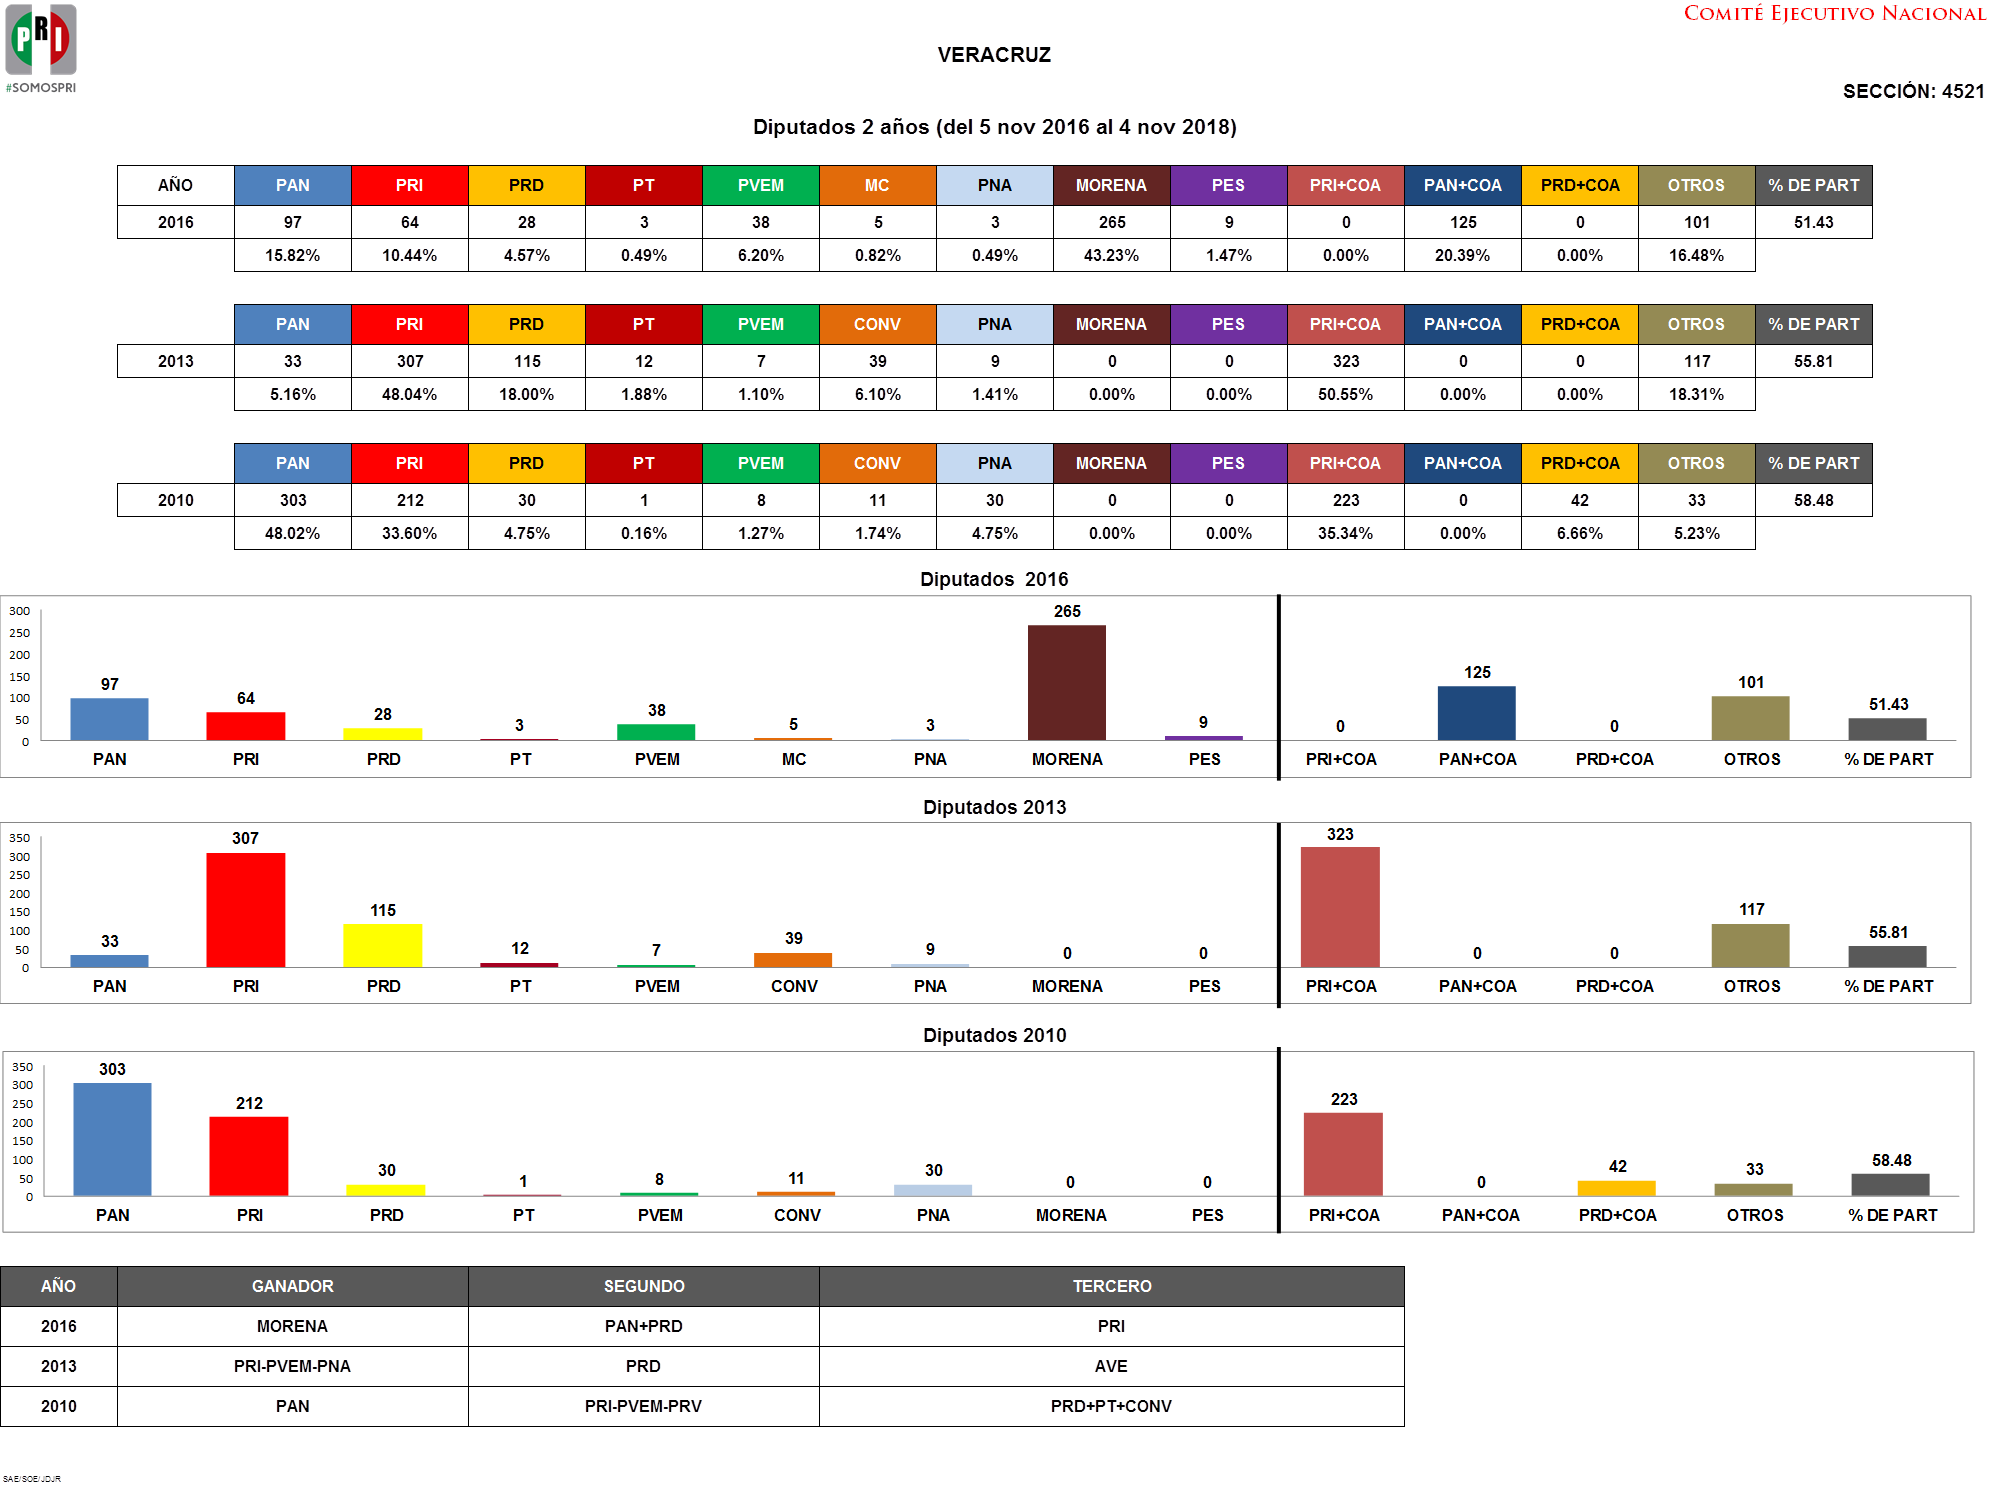 COMITÉ EJECUTIVO NACIONAL
PRI
#SOMOSPRI
VERACRUZ
SECCIÓN: 4521
Diputados 2 años (del 5 nov 2016 al 4 nov 2018)
AÑO PAN PRI PRD PT PVEM MC PNA MORENA PES PRI+COA PAN+COA PRD+COA OTROS % DE PART
2016 97 64 28 3 38 5 3 265 9 0 125 0 101 51.43
15.82% 10.44% 4.57% 0.49% 6.20% 0.82% 0.49% 43.23% 1.47% 0.00% 20.39% 0.00% 16.48%
PAN PRI PRD PT PVEM CONV PNA MORENA PES PRI+COA PAN+COA PRD+COA OTROS % DE PART
2013 33 307 115 12 7 39 9 0 0 323 0 0 117 55.81
5.16% 48.04% 18.00% 1.88% 1.10% 6.10% 1.41% 0.00% 0.00% 50.55% 0.00% 0.00% 18.31%
PAN PRI PRD PT PVEM CONV PNA MORENA PES PRI+COA PAN+COA PRD+COA OTROS % DE PART
2010 303 212 30 1 8 11 30 0 0 223 0 42 33 58.48
48.02% 33.60% 4.75% 0.16% 1.27% 1.74% 4.75% 0.00% 0.00% 35.34% 0.00% 6.66% 5.23%
Diputados 2016
300
250
200
150
100
50
0
97 64 28 3 38 5 3 265 9 0 125 0 101 51.43
PAN PRI PRD PT PVEM MC PNA MORENA PES PRI+COA PAN+COA PRD+COA OTROS % DE PART
Diputados 2013
350
300
250
200
150
100
50
0
33 307 115 12 7 39 9 0 0 323 0 0 117 55.81
PAN PRI PRD PT PVEM CONV PNA MORENA PES PRI+COA PAN+COA PRD+COA OTROS % DE PART
Diputados 2010
350
300
250
200
150
100
50
0
303 212 30 1 8 11 30 0 0 223 0 42 33 58.48
PAN PRI PRD PT PVEM CONV PNA MORENA PES PRI+COA PAN+COA PRD+COA OTROS % DE PART
AÑO GANADOR SEGUNDO TERCERO
2016 MORENA PAN+PRD PRI
2013 PRI-PVEM-PNA PRD AVE
2010 PAN PRI-PVEM-PRV PRD+PT+CONV
SAE/SOE/JDJR